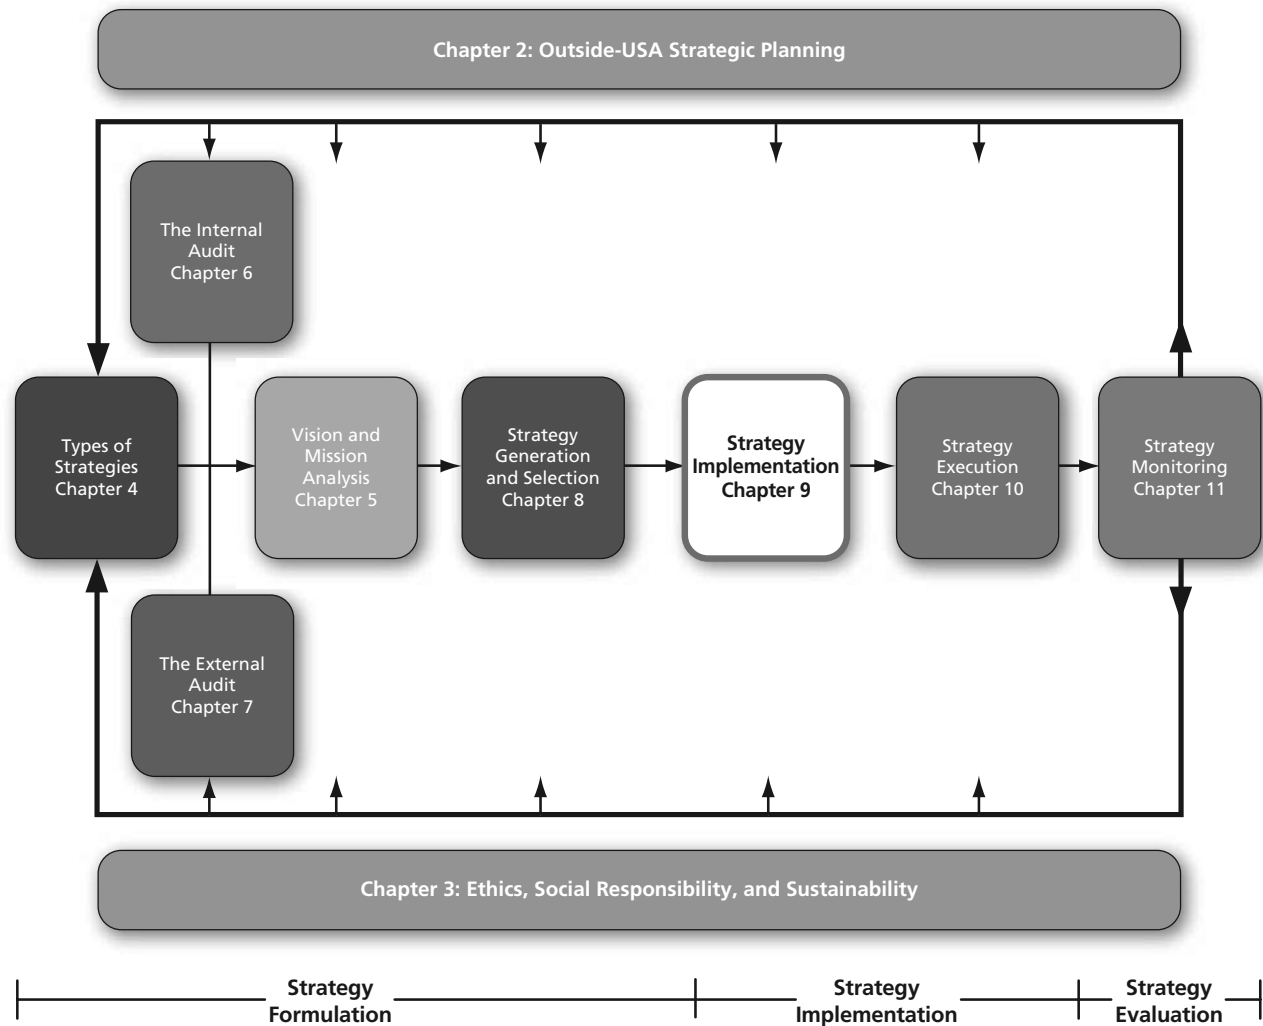 Chapter 2: Outside-USA Strategic Planning
The Internal
Audit
Chapter 6
Types of
Strategies
Chapter 4
Vision and
Mission
Analysis
Chapter 5
Strategy
Generation
and Selection
Chapter 8
Strategy
Implementation
Chapter 9
Strategy
Execution
Chapter 10
Strategy
Monitoring
Chapter 11
The External
Audit
Chapter 7
Chapter 3: Ethics, Social Responsibility, and Sustainability
Strategy
Formulation
Strategy
Implementation
Strategy
Evaluation